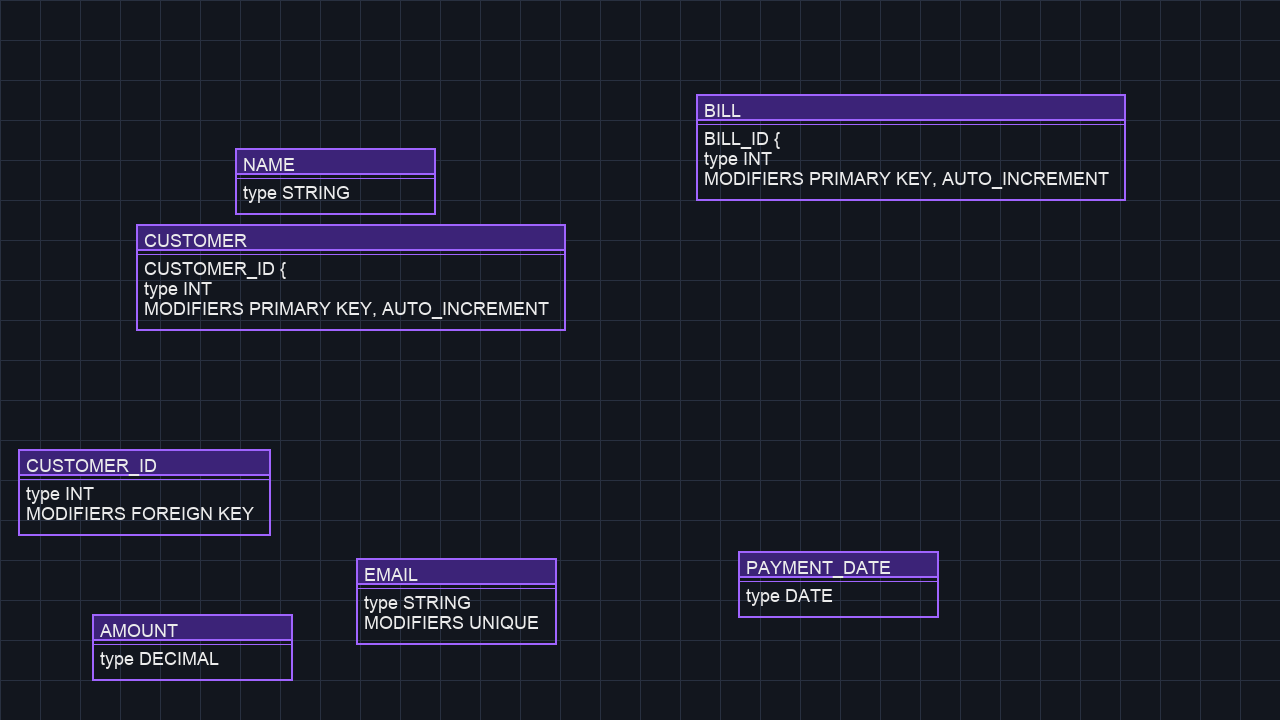 BILL
BILL_ID {
type INT
MODIFIERS PRIMARY KEY, AUTO_INCREMENT
NAME
type STRING
CUSTOMER
CUSTOMER_ID {
type INT
MODIFIERS PRIMARY KEY, AUTO_INCREMENT
CUSTOMER_ID
type INT
MODIFIERS FOREIGN KEY
EMAIL
type STRING
MODIFIERS UNIQUE
PAYMENT_DATE
type DATE
AMOUNT
type DECIMAL